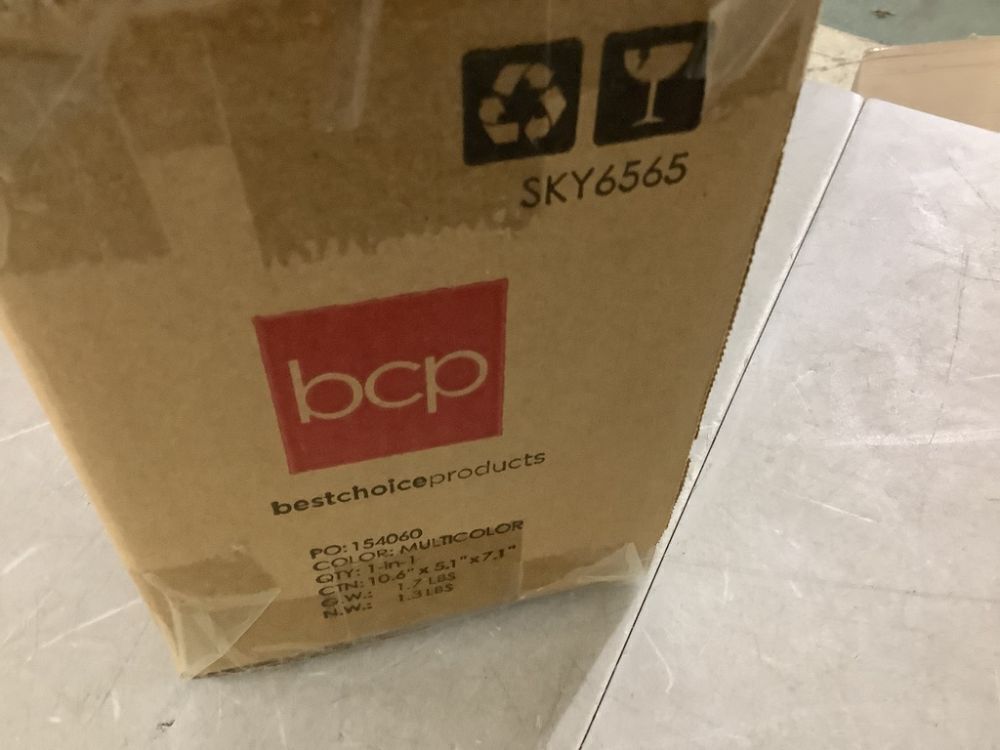 SKY6565
bcp
bestchoiceproducts
PO: 154060
COLOR: MULTICOLOR
QTY: 1-in-1
CTN: 10.6" x 5.1" x 7.1"
G.W.: 1.7 LBS
N.W.: 1.3 LBS